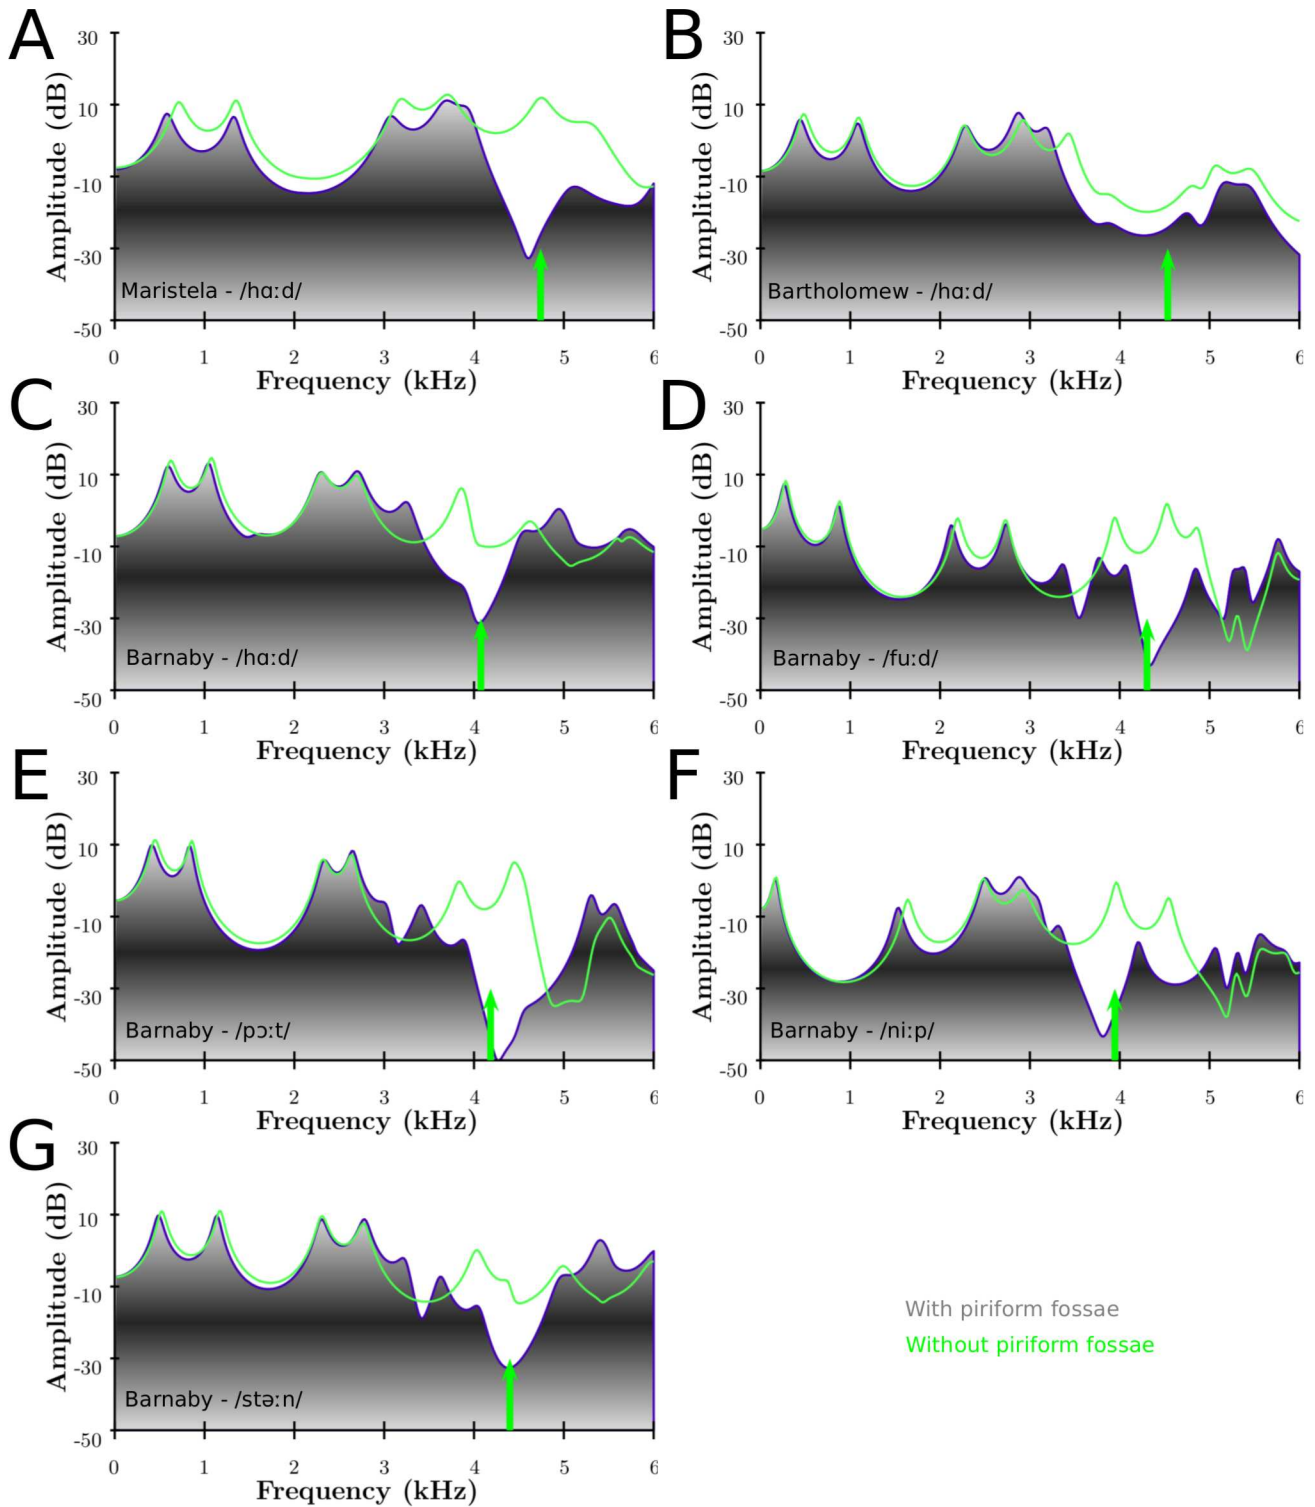 A
30
10
-10
-30
-50
Amplitude (dB)
Maristela - /hɑːd/
0 1 2 3 4 5 6
Frequency (kHz)
B
30
10
-10
-30
-50
Amplitude (dB)
Bartholomew - /hɑːd/
0 1 2 3 4 5 6
Frequency (kHz)
C
30
10
-10
-30
-50
Amplitude (dB)
Barnaby - /hɑːd/
0 1 2 3 4 5 6
Frequency (kHz)
D
30
10
-10
-30
-50
Amplitude (dB)
Barnaby - /fuːd/
0 1 2 3 4 5 6
Frequency (kHz)
E
30
10
-10
-30
-50
Amplitude (dB)
Barnaby - /pɔːt/
0 1 2 3 4 5 6
Frequency (kHz)
F
30
10
-10
-30
-50
Amplitude (dB)
Barnaby - /niːp/
0 1 2 3 4 5 6
Frequency (kHz)
G
30
10
-10
-30
-50
Amplitude (dB)
Barnaby - /stəːn/
0 1 2 3 4 5 6
Frequency (kHz)
With piriform fossae
Without piriform fossae